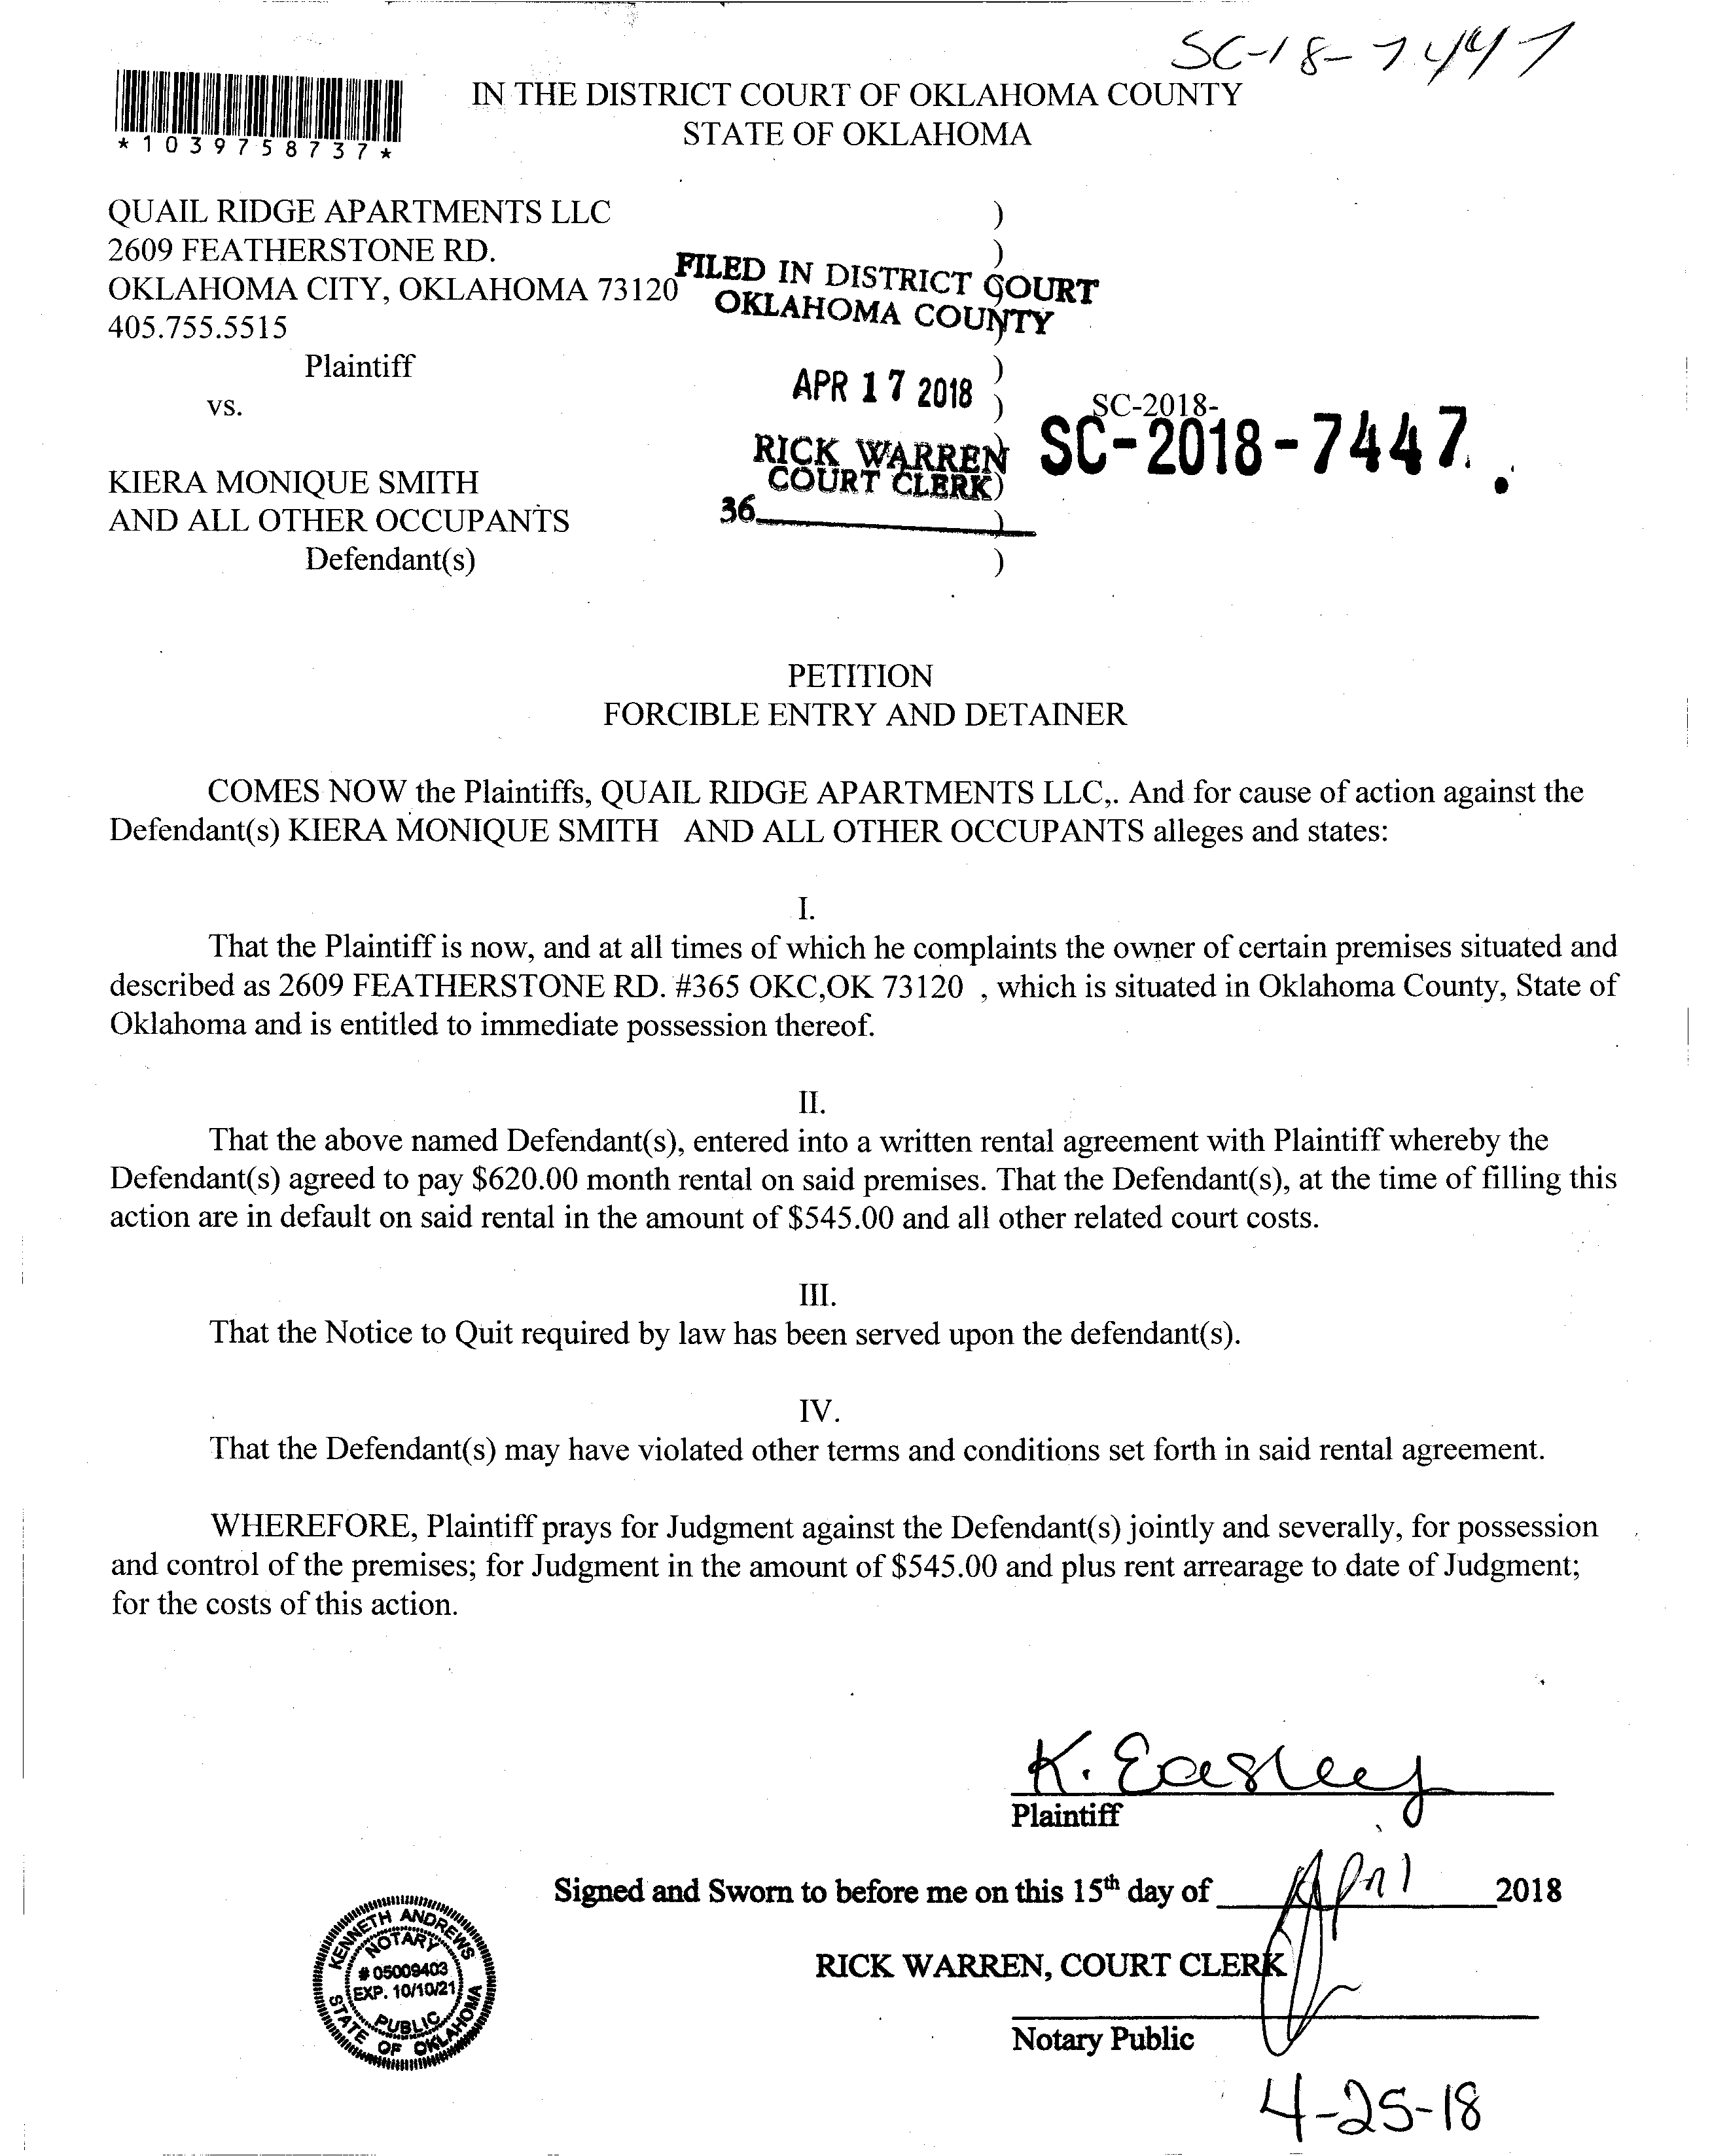 SC-18-7447
*1039758737*
IN THE DISTRICT COURT OF OKLAHOMA COUNTY
STATE OF OKLAHOMA
QUAIL RIDGE APARTMENTS LLC )
2609 FEATHERSTONE RD. )
OKLAHOMA CITY, OKLAHOMA 73120
405.755.5515
FILED IN DISTRICT COURT
OKLAHOMA COUNTY
Plaintiff )
vs. )
APR 17 2018
SC-2018-
SC-2018-7447
RICK WARREN
COURT CLERK )
36
KIERA MONIQUE SMITH
AND ALL OTHER OCCUPANTS )
Defendant(s) )
PETITION
FORCIBLE ENTRY AND DETAINER
COMES NOW the Plaintiffs, QUAIL RIDGE APARTMENTS LLC,. And for cause of action against the
Defendant(s) KIERA MONIQUE SMITH AND ALL OTHER OCCUPANTS alleges and states:
I.
That the Plaintiff is now, and at all times of which he complaints the owner of certain premises situated and
described as 2609 FEATHERSTONE RD. #365 OKC,OK 73120 , which is situated in Oklahoma County, State of
Oklahoma and is entitled to immediate possession thereof.
II.
That the above named Defendant(s), entered into a written rental agreement with Plaintiff whereby the
Defendant(s) agreed to pay $620.00 month rental on said premises. That the Defendant(s), at the time of filling this
action are in default on said rental in the amount of $545.00 and all other related court costs.
III.
That the Notice to Quit required by law has been served upon the defendant(s).
IV.
That the Defendant(s) may have violated other terms and conditions set forth in said rental agreement.
WHEREFORE, Plaintiff prays for Judgment against the Defendant(s) jointly and severally, for possession
and control of the premises; for Judgment in the amount of $545.00 and plus rent arrearage to date of Judgment;
for the costs of this action.
K. Easley
Plaintiff
Signed and Sworn to before me on this 15th day of April 2018
RICK WARREN, COURT CLERK
Notary Public
KENNETH ANDREWS
NOTARY
# 05009403
EXP. 10/10/21
PUBLIC
STATE OF OKLAHOMA
4-25-18